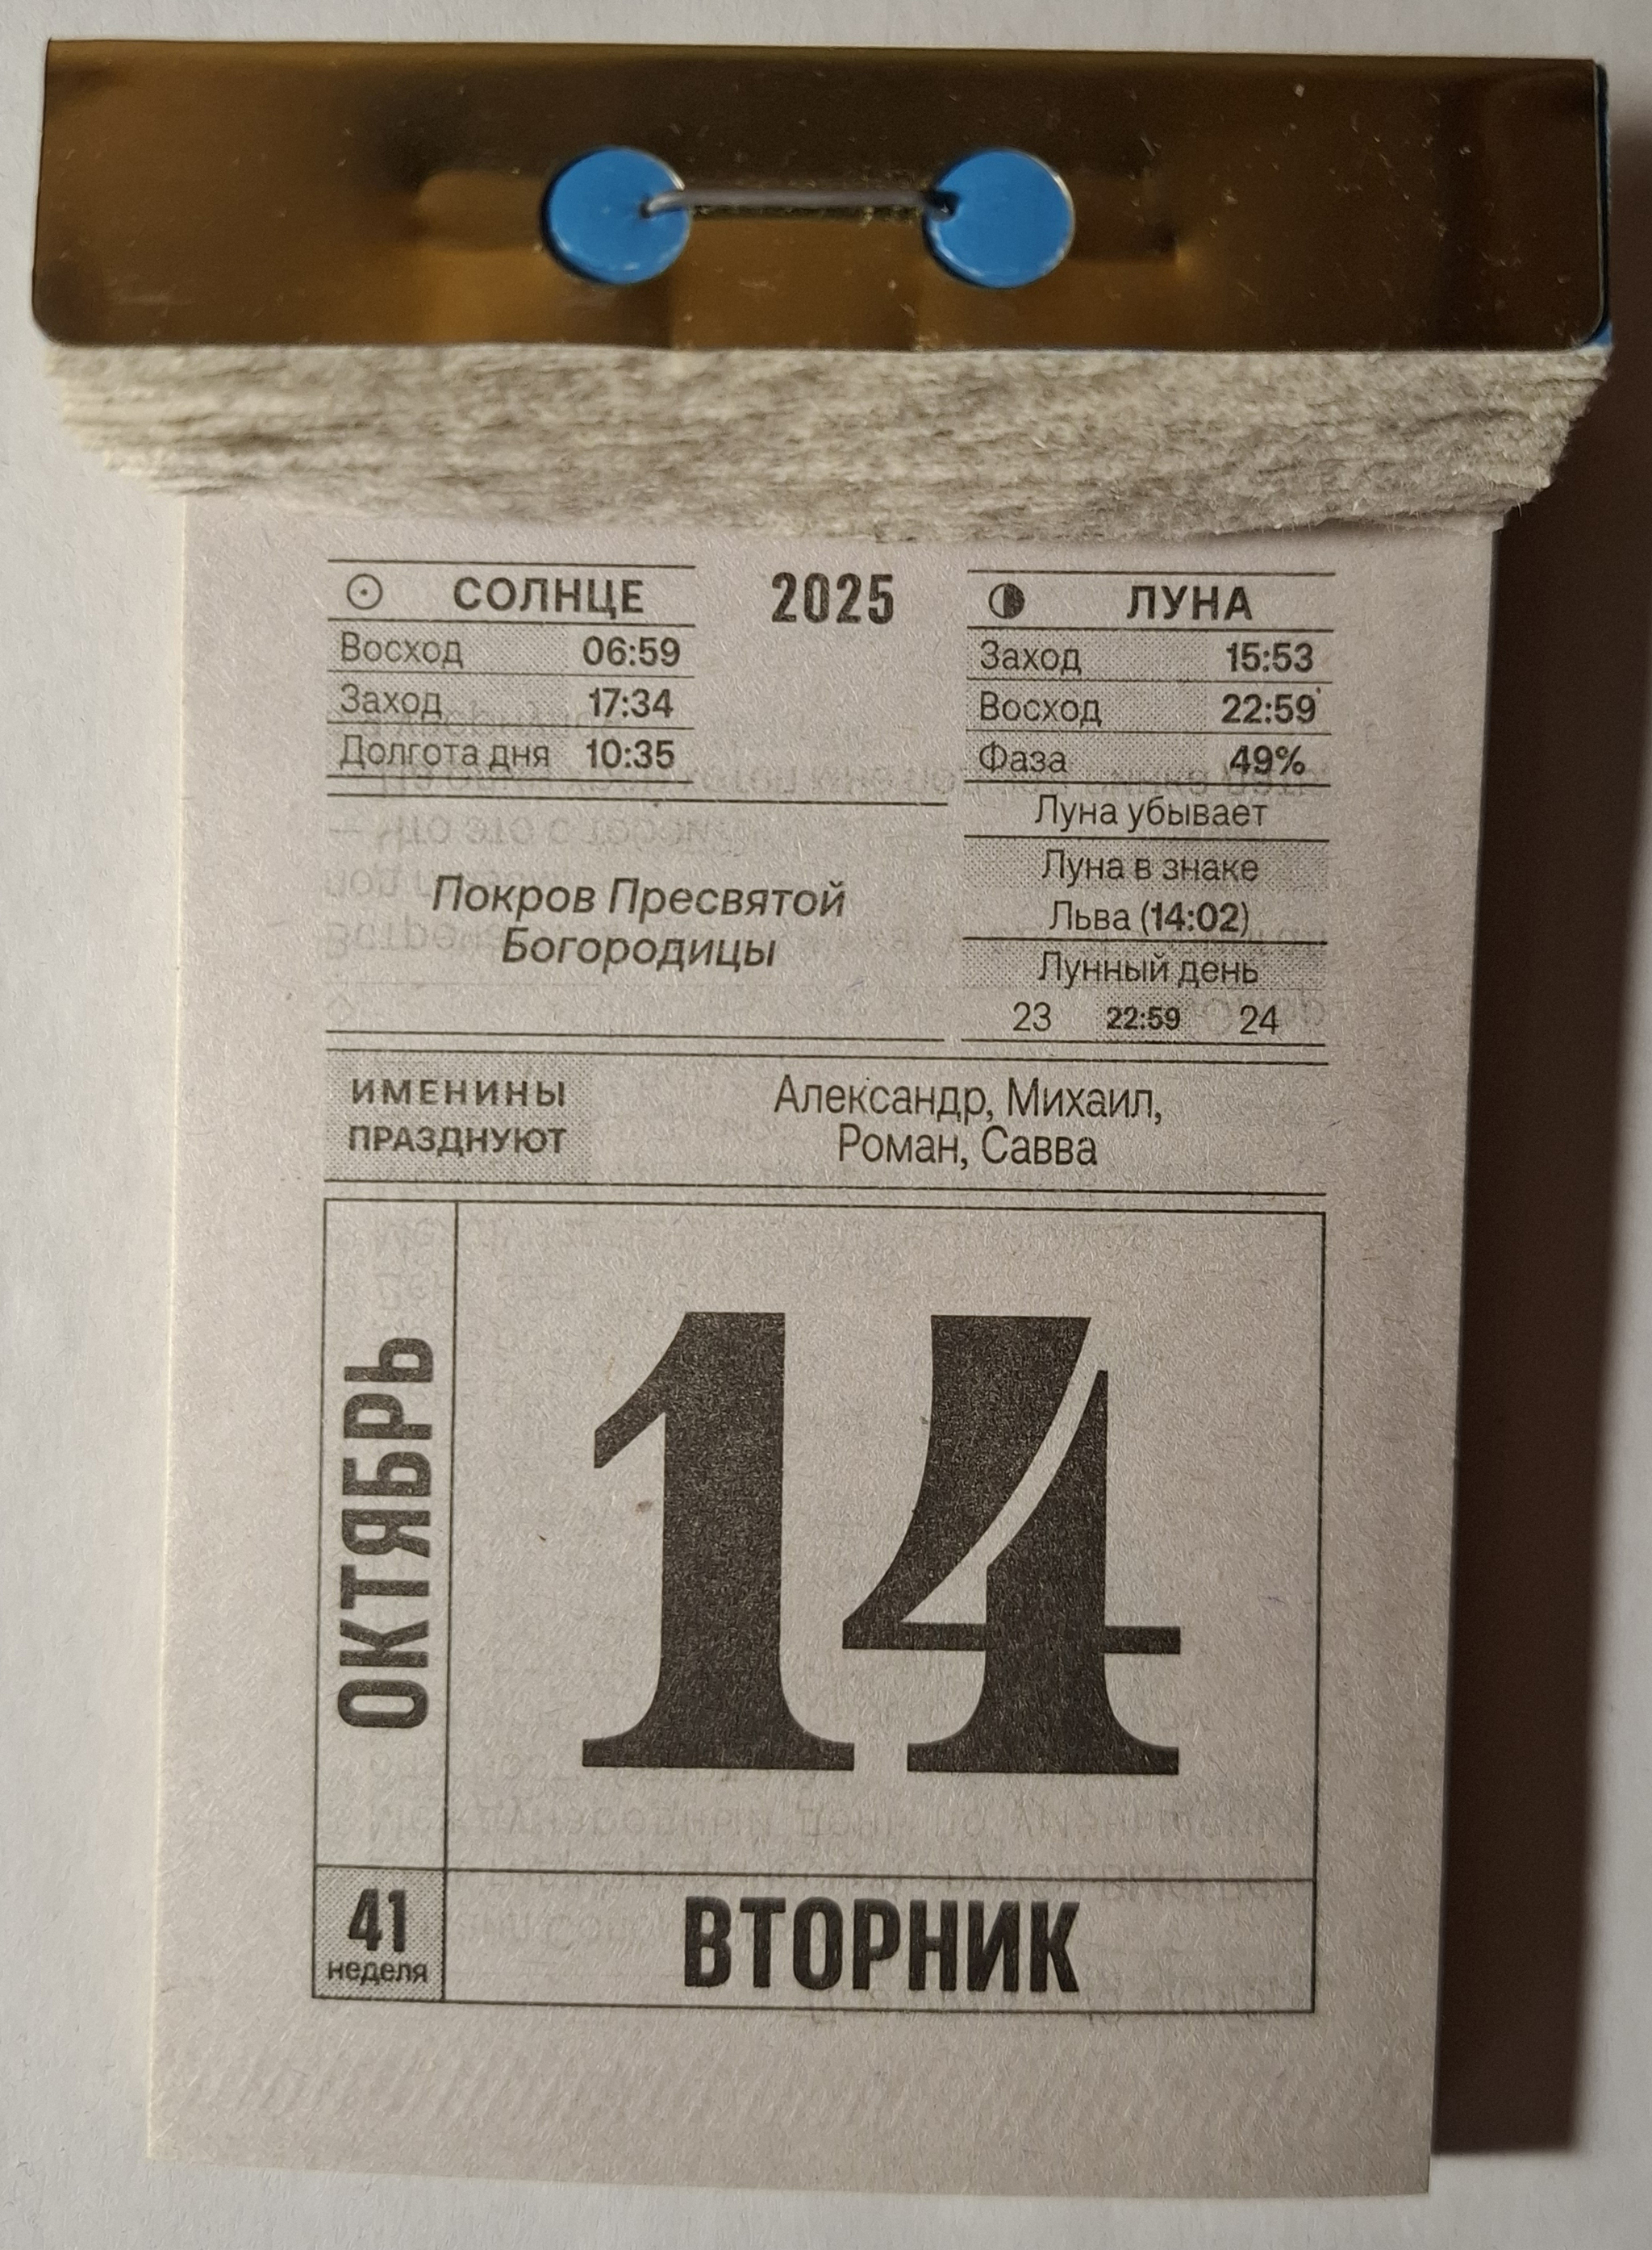 СОЛНЦЕ
Восход 06:59
Заход 17:34
Долгота дня 10:35
2025
ЛУНА
Заход 15:53
Восход 22:59
Фаза 49%
Луна убывает
Луна в знаке
Льва (14:02)
Лунный день
23 22:59 24
Покров Пресвятой
Богородицы
ИМЕНИНЫ
ПРАЗДНУЮТ
Александр, Михаил,
Роман, Савва
ОКТЯБРЬ
14
41
неделя
ВТОРНИК